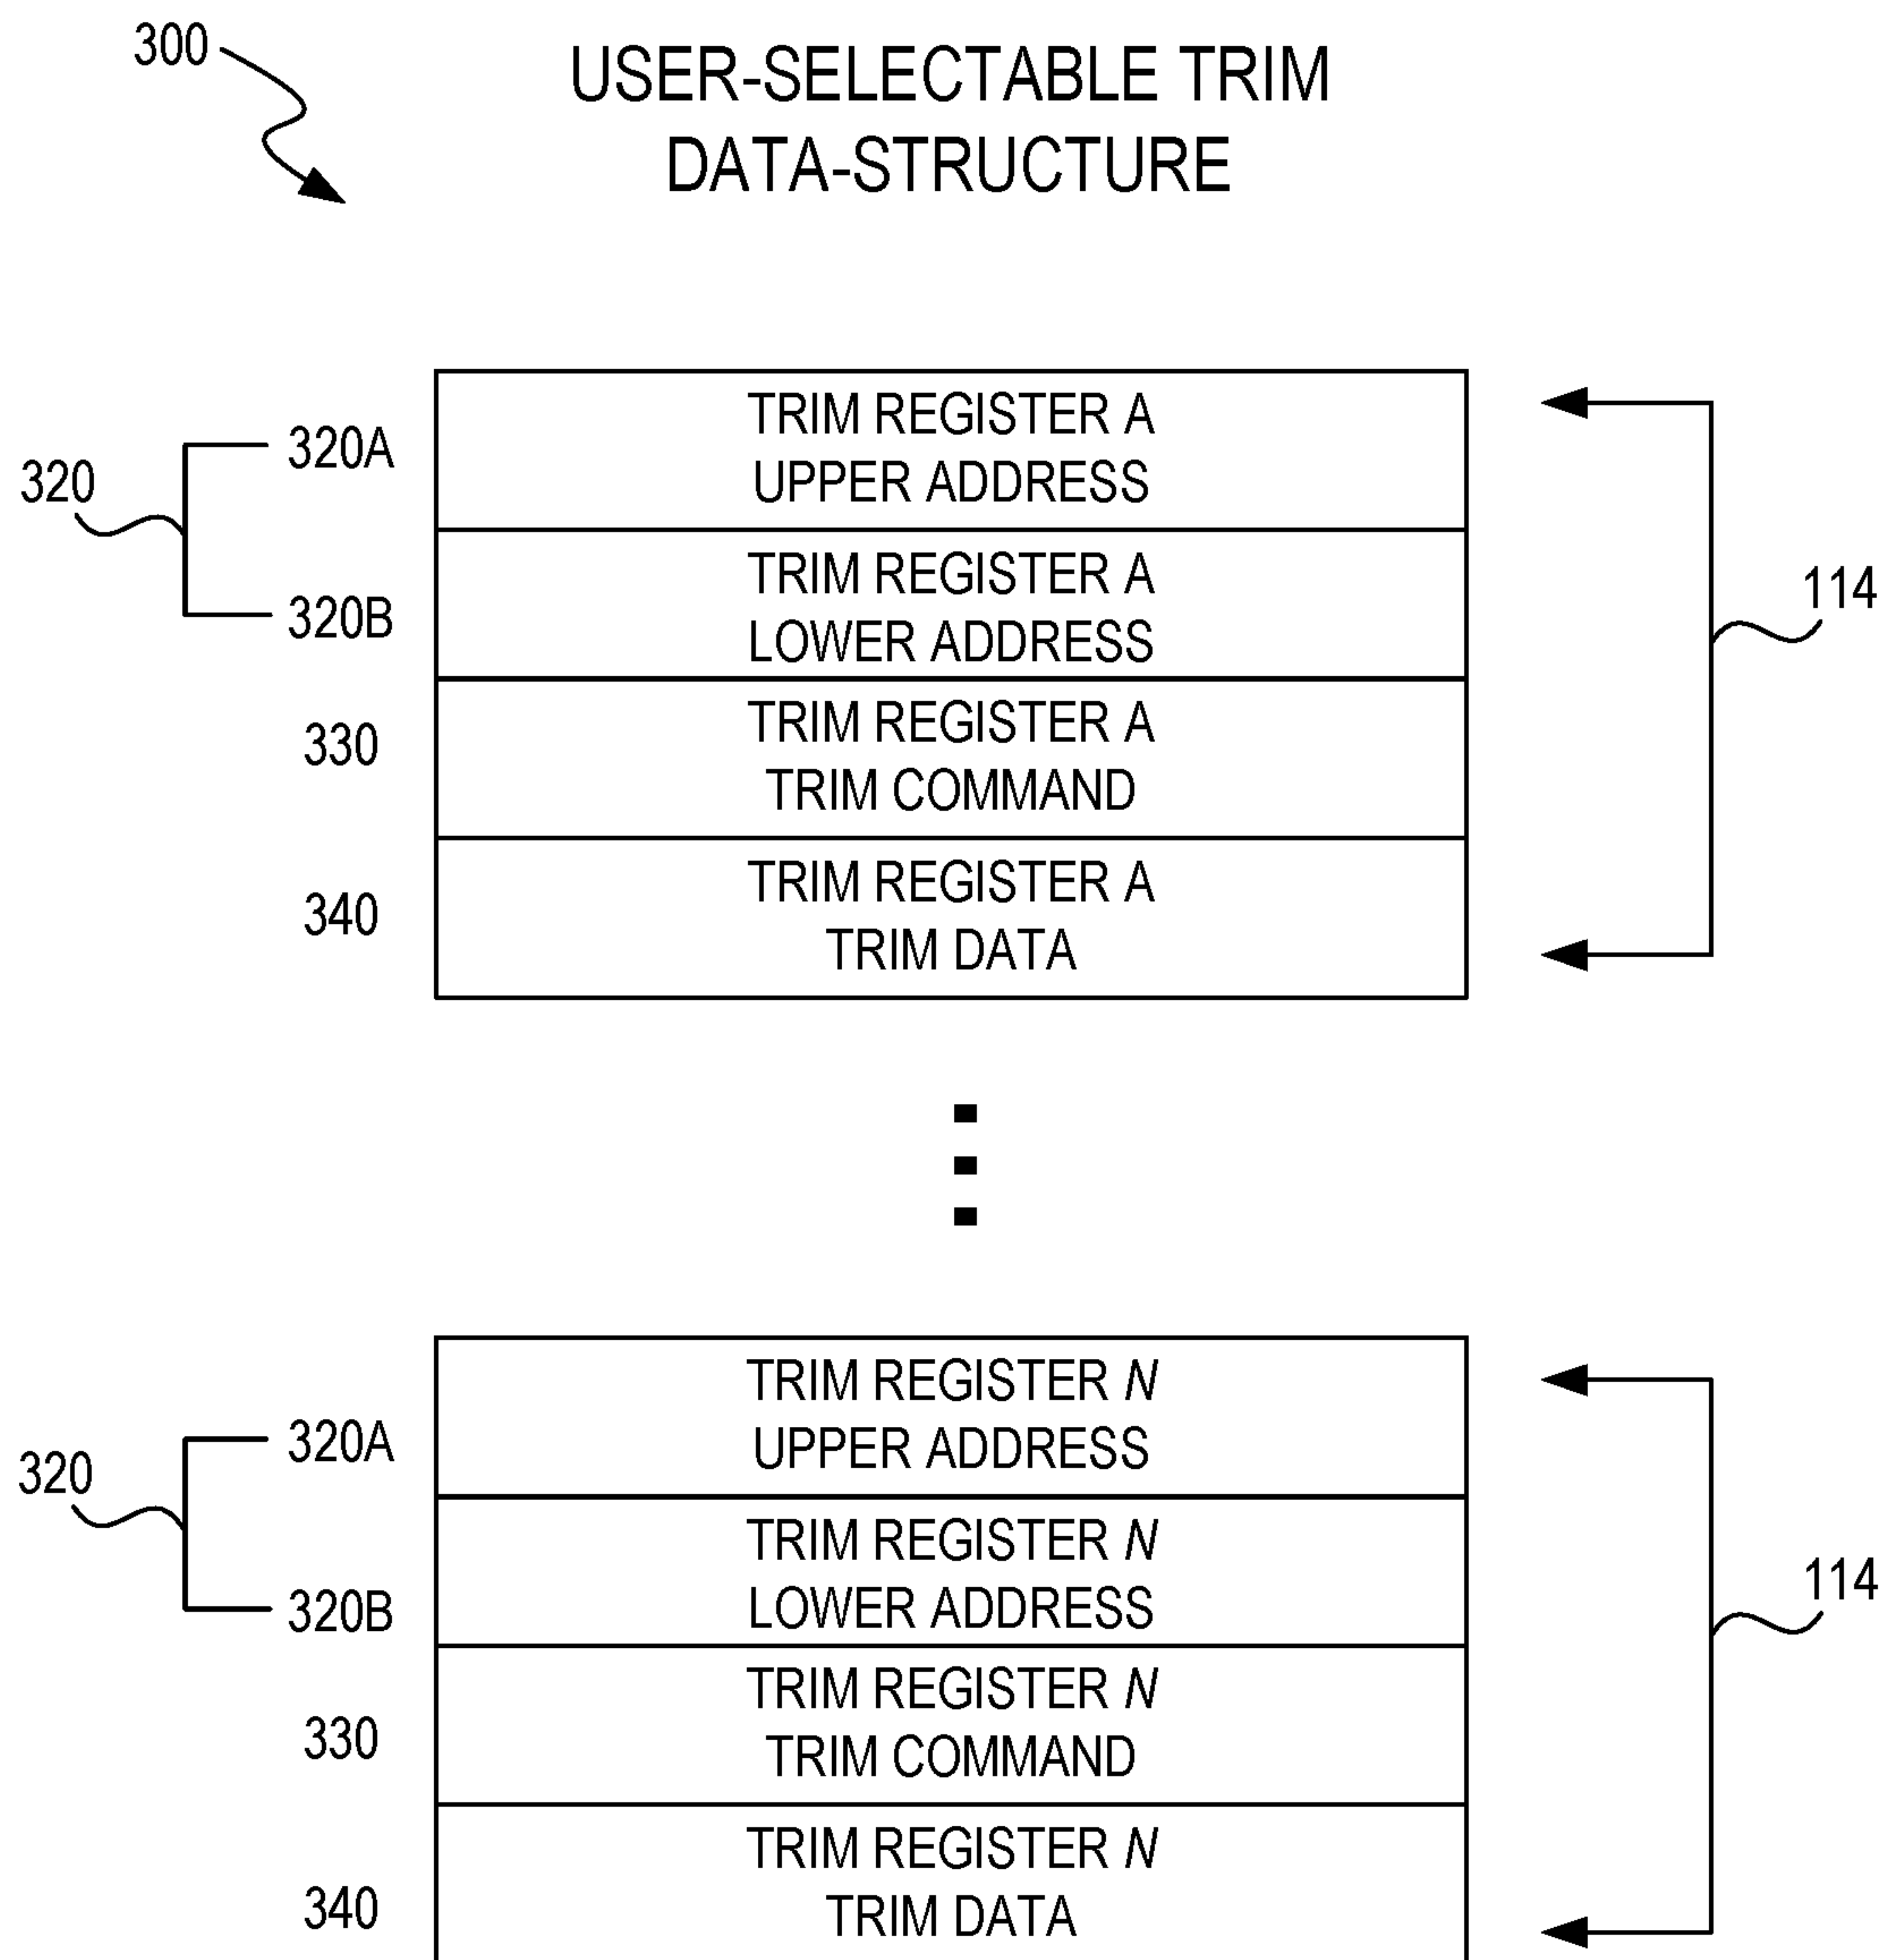 300
USER-SELECTABLE TRIM
DATA-STRUCTURE
TRIM REGISTER A
UPPER ADDRESS
320A
320
TRIM REGISTER A
LOWER ADDRESS
320B
114
TRIM REGISTER A
TRIM COMMAND
330
TRIM REGISTER A
TRIM DATA
340
TRIM REGISTER N
UPPER ADDRESS
320A
320
TRIM REGISTER N
LOWER ADDRESS
320B
114
TRIM REGISTER N
TRIM COMMAND
330
TRIM REGISTER N
TRIM DATA
340